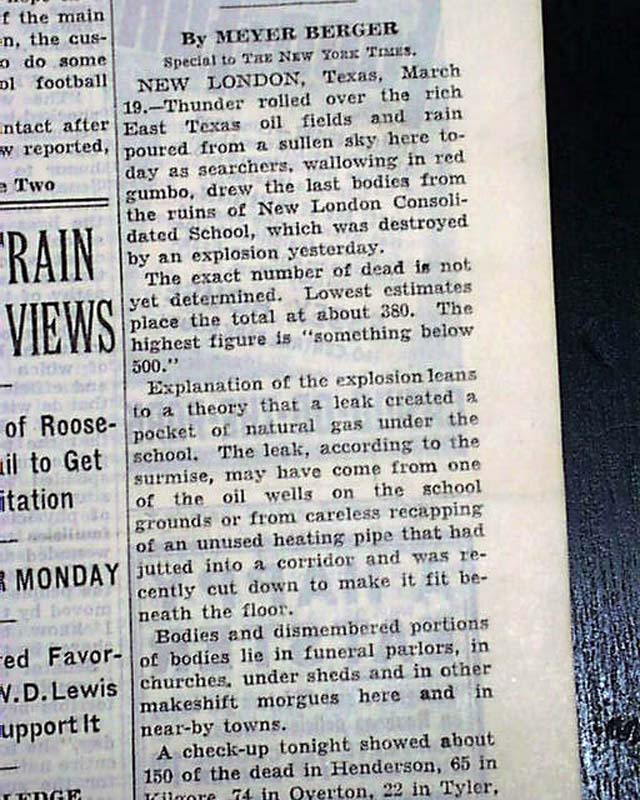 f the main
n, the cus-
o do some
ol football
ntact after
w reported,
e Two
TRAIN
VIEWS
of Roose-
ail to Get
itation
R MONDAY
red Favor-
W.D. Lewis
upport It
LEDGE
By MEYER BERGER
Special to THE NEW YORK TIMES.
NEW LONDON, Texas, March
19.—Thunder rolled over the rich
East Texas oil fields and rain
poured from a sullen sky here to-
day as searchers, wallowing in red
gumbo, drew the last bodies from
the ruins of New London Consoli-
dated School, which was destroyed
by an explosion yesterday.
The exact number of dead is not
yet determined. Lowest estimates
place the total at about 380. The
highest figure is "something below
500."
Explanation of the explosion leans
to a theory that a leak created a
pocket of natural gas under the
school. The leak, according to the
surmise, may have come from one
of the oil wells on the school
grounds or from careless recapping
of an unused heating pipe that had
jutted into a corridor and was re-
cently cut down to make it fit be-
neath the floor.
Bodies and dismembered portions
of bodies lie in funeral parlors, in
churches, under sheds and in other
makeshift morgues here and in
near-by towns.
A check-up tonight showed about
150 of the dead in Henderson, 65 in
Kilgore, 74 in Overton, 22 in Tyler,